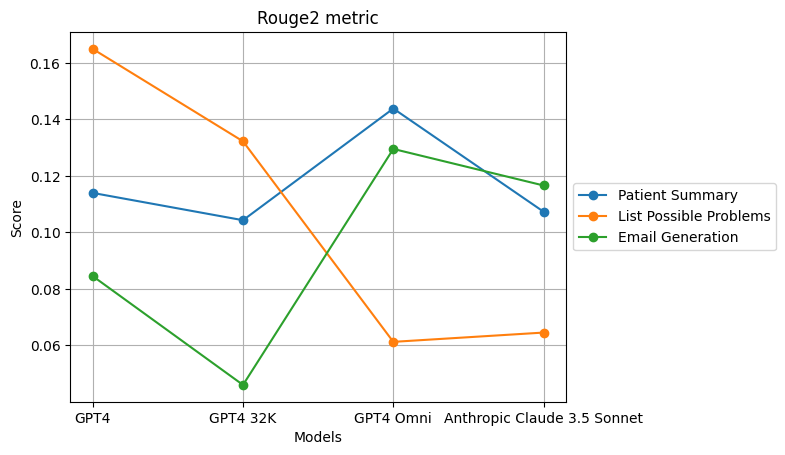 Rouge2 metric
0.16
0.14
0.12
0.10
0.08
0.06
Score
GPT4
GPT4 32K
GPT4 Omni
Anthropic Claude 3.5 Sonnet
Models
Patient Summary
List Possible Problems
Email Generation